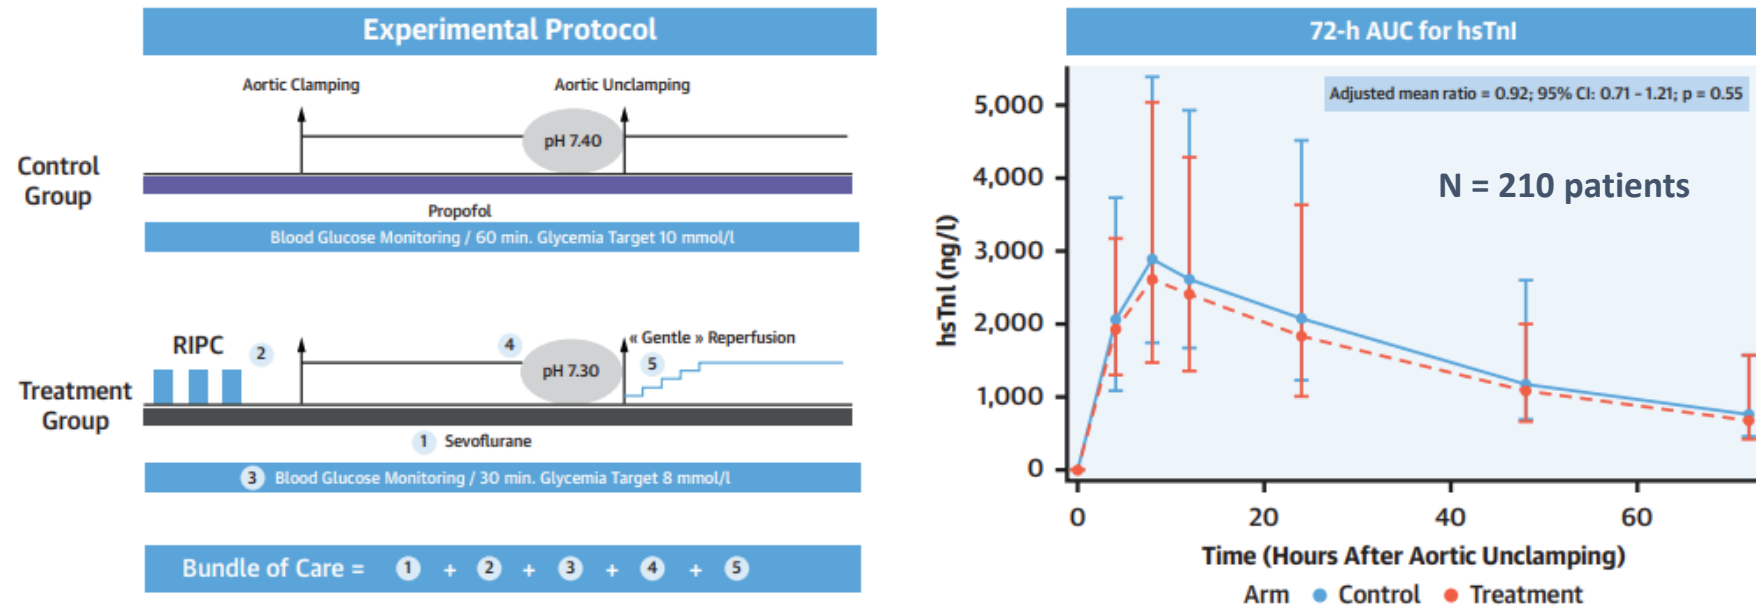 Experimental Protocol
Aortic Clamping
Aortic Unclamping
pH 7.40
Control
Group
Propofol
Blood Glucose Monitoring / 60 min. Glycemia Target 10 mmol/l
RIPC
2
4
pH 7.30
« Gentle » Reperfusion
5
Treatment
Group
1 Sevoflurane
3 Blood Glucose Monitoring / 30 min. Glycemia Target 8 mmol/l
Bundle of Care = 1 + 2 + 3 + 4 + 5
72-h AUC for hsTnI
Adjusted mean ratio = 0.92; 95% CI: 0.71 – 1.21; p = 0.55
N = 210 patients
hsTnI (ng/l)
5,000
4,000
3,000
2,000
1,000
0
0 20 40 60
Time (Hours After Aortic Unclamping)
Arm Control Treatment